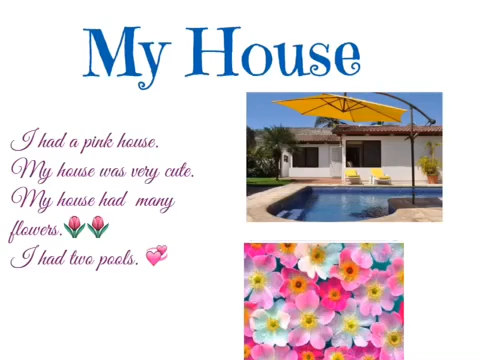 My House
I had a pink house.
My house was very cute.
My house had many
flowers.🌷🌷
I had two pools. 💞